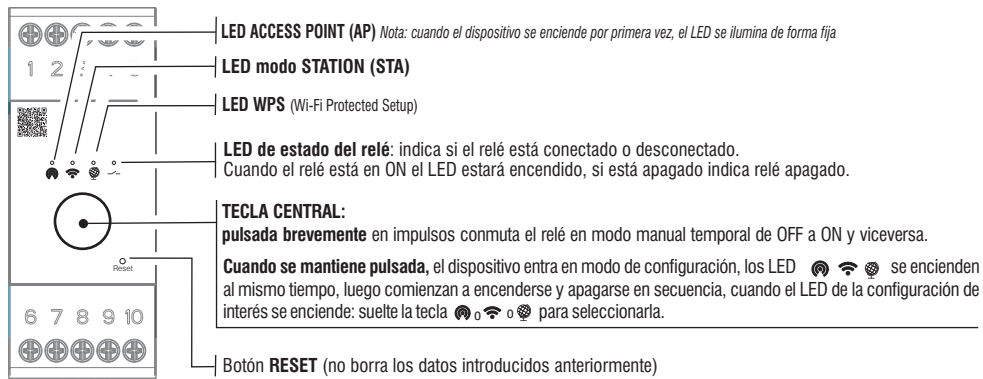 LED ACCESS POINT (AP) Nota: cuando el dispositivo se enciende por primera vez, el LED se ilumina de forma fija
1 2
LED modo STATION (STA)
LED WPS (Wi-Fi Protected Setup)
LED de estado del relé: indica si el relé está conectado o desconectado.
Cuando el relé está en ON el LED estará encendido, si está apagado indica relé apagado.
TECLA CENTRAL:
pulsada brevemente en impulsos conmuta el relé en modo manual temporal de OFF a ON y viceversa.
Cuando se mantiene pulsada, el dispositivo entra en modo de configuración, los LED se encienden
al mismo tiempo, luego comienzan a encenderse y apagarse en secuencia, cuando el LED de la configuración de
interés se enciende: suelte la tecla o o para seleccionarla.
Reset
6 7 8 9 10
Botón RESET (no borra los datos introducidos anteriormente)